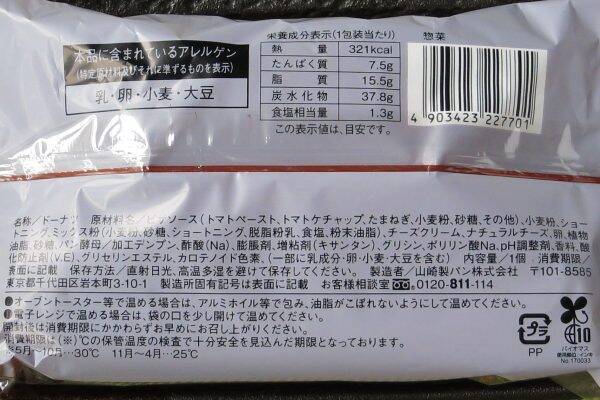 本品に含まれているアレルゲン
(特定原材料及びそれに準ずるものを表示)
乳・卵・小麦・大豆
栄養成分表示(1包装当たり)
熱量 321kcal
たんぱく質 7.5g
脂質 15.5g
炭水化物 37.8g
食塩相当量 1.3g
この表示値は、目安です。
惣菜
4 903423 227701
名称/ドーナツ 原材料名/ピザソース(トマトペースト、トマトケチャップ、たまねぎ、小麦粉、砂糖、その他)、小麦粉、ショー
トニング、ミックス粉(小麦粉、砂糖、ショートニング、脱脂粉乳、食塩、粉末油脂)、チーズクリーム、ナチュラルチーズ、卵、植物
油脂、砂糖、パン酵母/加工デンプン、酢酸(Na)、膨脹剤、増粘剤(キサンタン)、グリシン、ポリリン酸Na、pH調整剤、香料、酸
化防止剤(V.E)、グリセリンエステル、カロテノイド色素、(一部に乳成分・卵・小麦・大豆を含む) 内容量/1個 消費期限/
表面に記載 保存方法/直射日光、高温多湿を避けて保存してください。 製造者/山崎製パン株式会社 〒101-8585
東京都千代田区岩本町3-10-1 製造所固有記号は表面に記載 お客様相談室 0120-811-114
●オーブントースター等で温める場合は、アルミホイル等で包み、油脂がこぼれないようにして温めてください。
●電子レンジで温める場合は、袋の口を少し開けて温めてください。
開封後は消費期限にかかわらずお早めにお召し上がりください。
消費期限は(※)℃の保管温度の検査で十分安全を見込んだ期限となっております。
※5月~10月…30℃ 11月~4月…25℃
プラ
PP
10
バイオマス
使用部位:インキ
No.170033